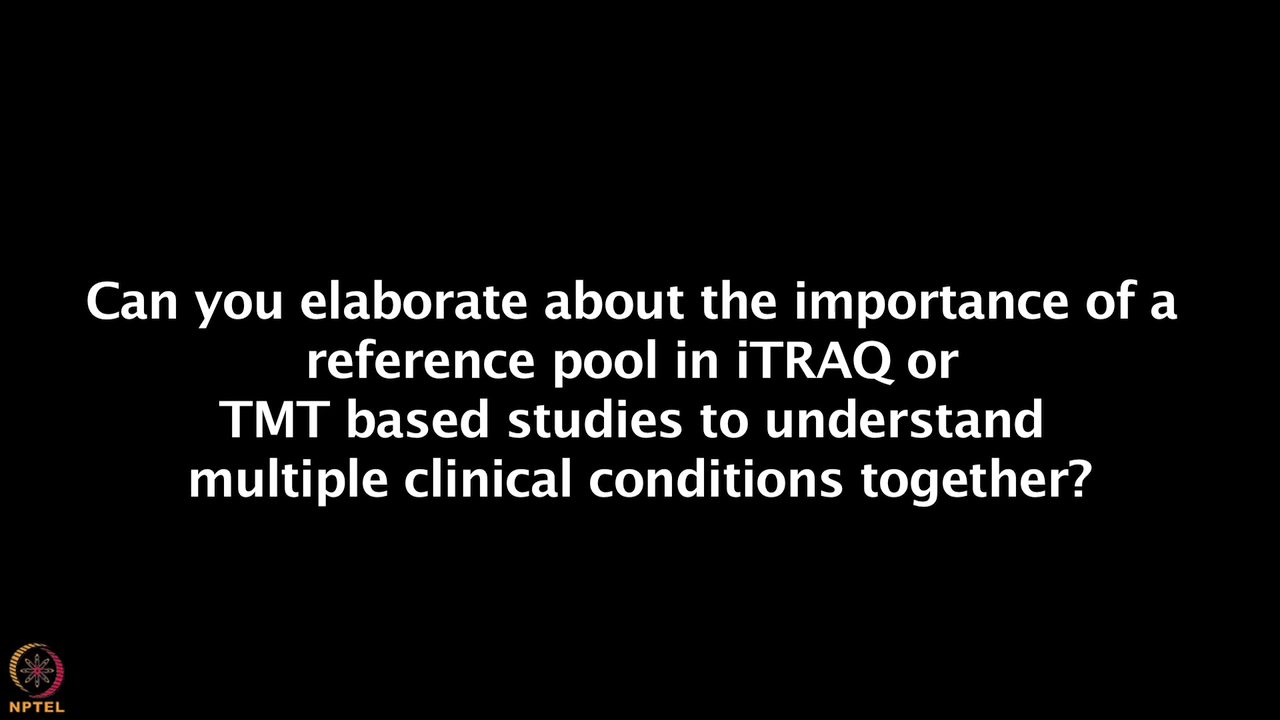 Can you elaborate about the importance of a
reference pool in iTRAQ or
TMT based studies to understand
multiple clinical conditions together?
NPTEL